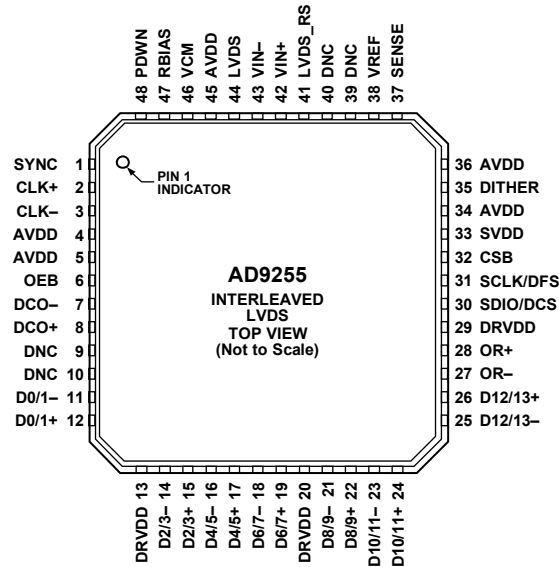 48 PDWN
47 RBIAS
46 VCM
45 AVDD
44 LVDS
43 VIN–
42 VIN+
41 LVDS_RS
40 DNC
39 DNC
38 VREF
37 SENSE
SYNC 1
CLK+ 2
CLK– 3
AVDD 4
AVDD 5
OEB 6
DCO– 7
DCO+ 8
DNC 9
DNC 10
D0/1– 11
D0/1+ 12
PIN 1
INDICATOR
AD9255
INTERLEAVED
LVDS
TOP VIEW
(Not to Scale)
36 AVDD
35 DITHER
34 AVDD
33 SVDD
32 CSB
31 SCLK/DFS
30 SDIO/DCS
29 DRVDD
28 OR+
27 OR–
26 D12/13+
25 D12/13–
DRVDD 13
D2/3– 14
D2/3+ 15
D4/5– 16
D4/5+ 17
D6/7– 18
D6/7+ 19
DRVDD 20
D8/9– 21
D8/9+ 22
D10/11– 23
D10/11+ 24